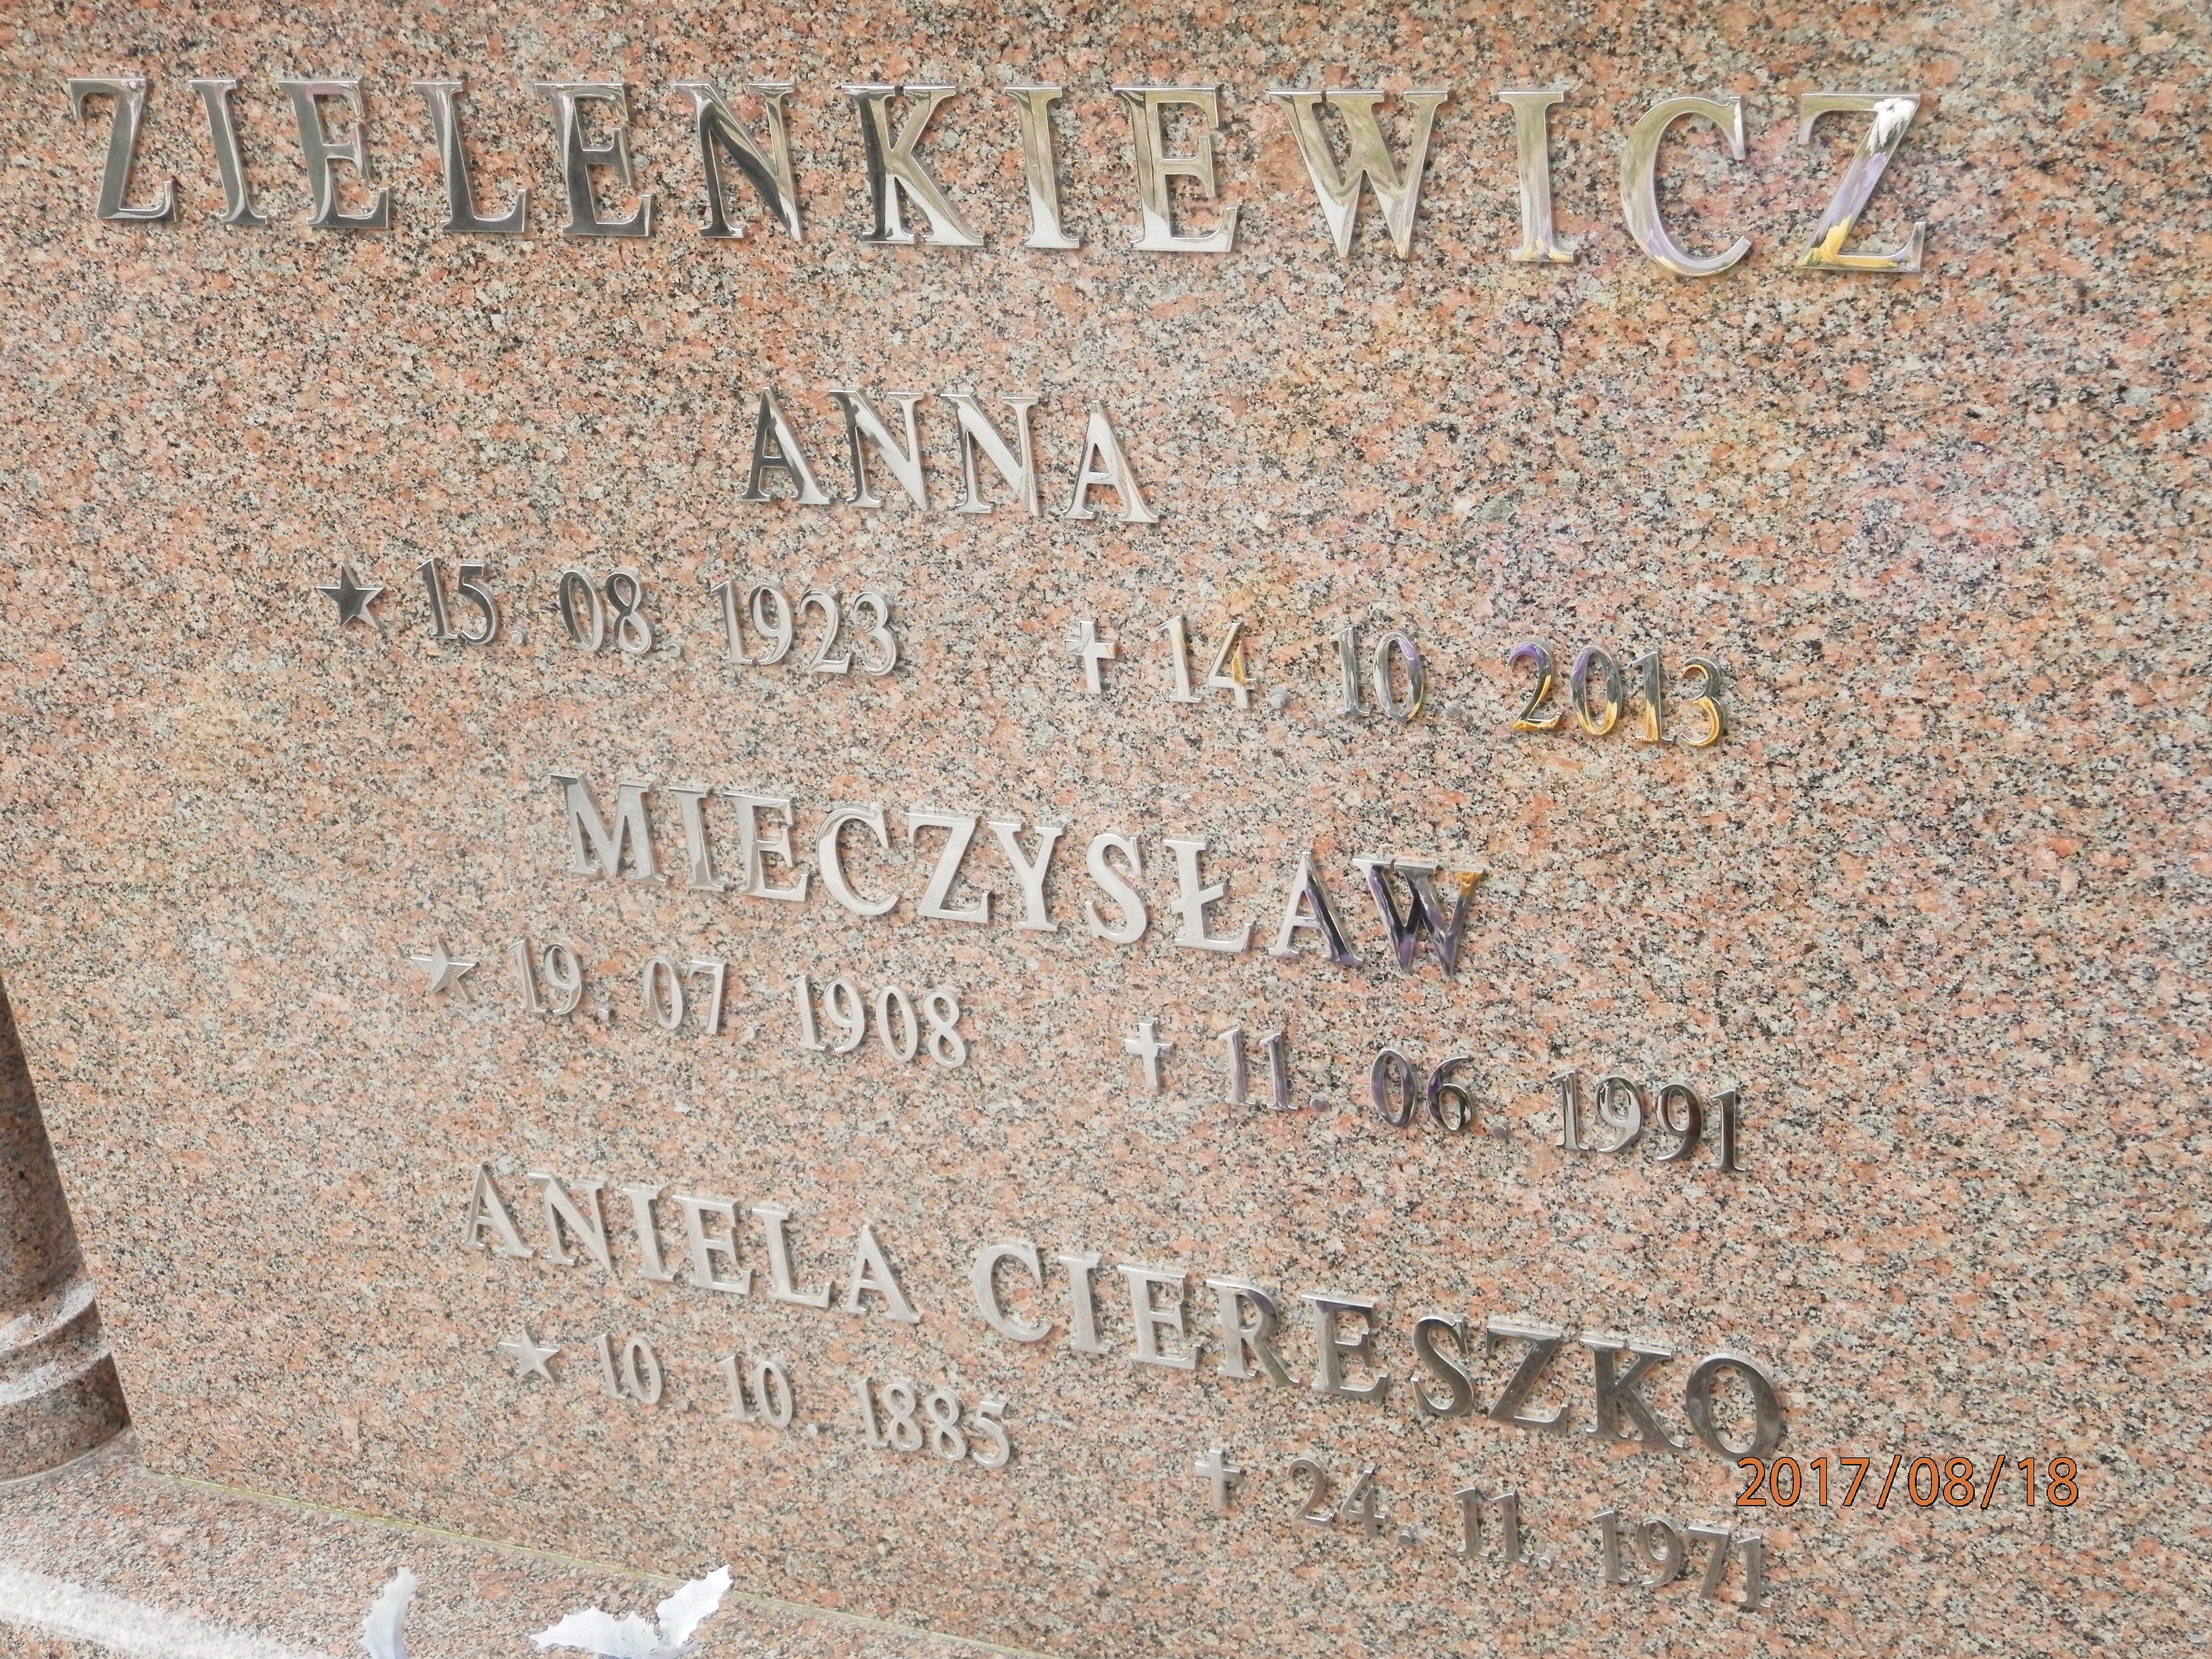 ZIELENKIEWICZ
ANNA
★ 15. 08. 1923 ✝ 14. 10. 2013
MIECZYSŁAW
★ 19. 07 1908 ✝ 11. 06. 1991
ANIELA CIERESZKO
★ 10. 10. 1885 ✝ 24. 11. 1971
2017/08/18